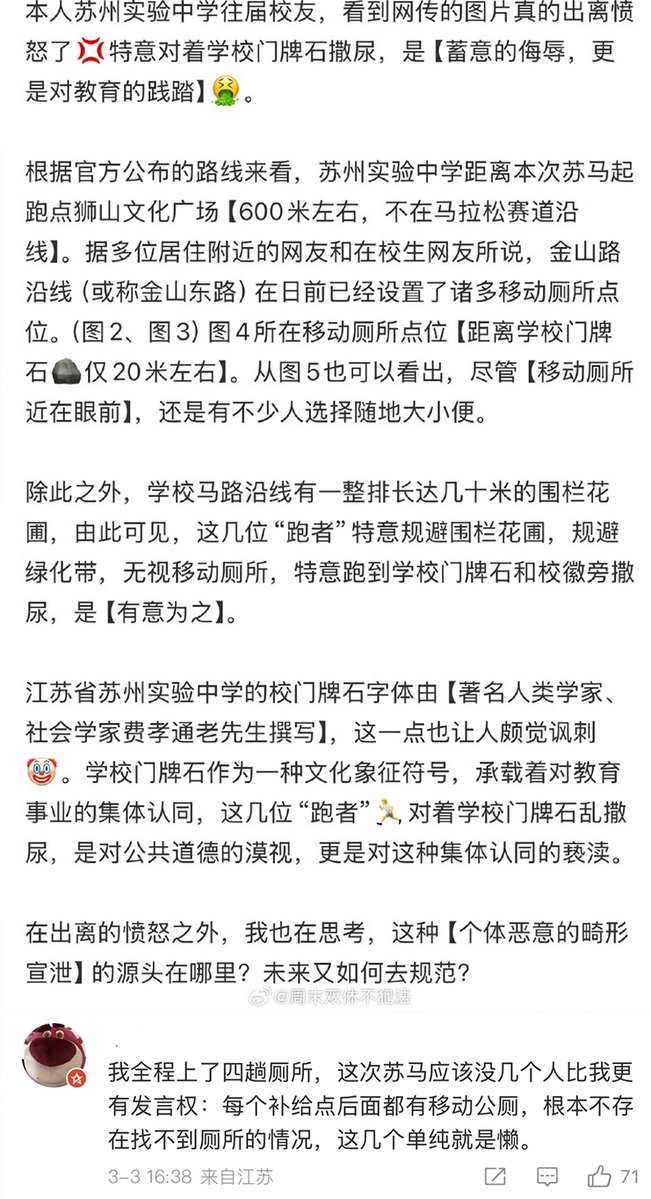 本人苏州实验中学往届校友，看到网传的图片真的出离愤
怒了💢特意对着学校门牌石撒尿，是【蓄意的侮辱，更
是对教育的践踏】🤮。
根据官方公布的路线来看，苏州实验中学距离本次苏马起
跑点狮山文化广场【600米左右，不在马拉松赛道沿
线】。据多位居住附近的网友和在校生网友所说，金山路
沿线（或称金山东路）在日前已经设置了诸多移动厕所点
位。(图2、图3）图4所在移动厕所点位【距离学校门牌
石🪨仅20米左右】。从图5也可以看出，尽管【移动厕所
近在眼前】，还是有不少人选择随地大小便。
除此之外，学校马路沿线有一整排长达几十米的围栏花
圃，由此可见，这几位“跑者”特意规避围栏花圃，规避
绿化带，无视移动厕所，特意跑到学校门牌石和校徽旁撒
尿，是【有意为之】。
江苏省苏州实验中学的校门牌石字体由【著名人类学家、
社会学家费孝通老先生撰写】，这一点也让人颇觉讽刺
🤡。学校门牌石作为一种文化象征符号，承载着对教育
事业的集体认同，这几位“跑者”🏃对着学校门牌石乱撒
尿，是对公共道德的漠视，更是对这种集体认同的亵渎。
在出离的愤怒之外，我也在思考，这种【个体恶意的畸形
宣泄】的源头在哪里？未来又如何去规范？
@周末双休不犯法
我全程上了四趟厕所，这次苏马应该没几个人比我更
有发言权：每个补给点后面都有移动公厕，根本不存
在找不到厕所的情况，这几个单纯就是懒。
3-3 16:38 来自江苏
71